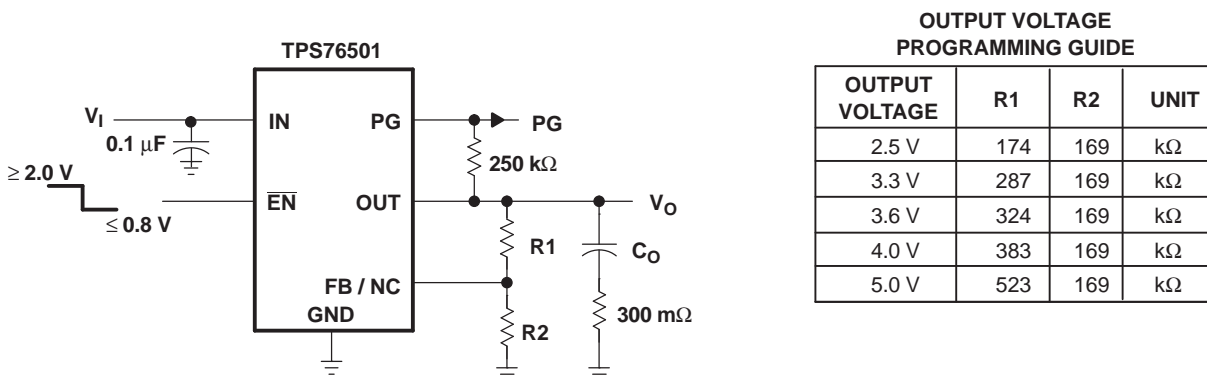 TPS76501
VI
0.1 µF
≥ 2.0 V
≤ 0.8 V
IN
EN
PG
OUT
FB / NC
GND
PG
250 kΩ
VO
R1
CO
R2
300 mΩ
OUTPUT VOLTAGE
PROGRAMMING GUIDE
OUTPUT VOLTAGE R1 R2 UNIT
2.5 V 174 169 kΩ
3.3 V 287 169 kΩ
3.6 V 324 169 kΩ
4.0 V 383 169 kΩ
5.0 V 523 169 kΩ